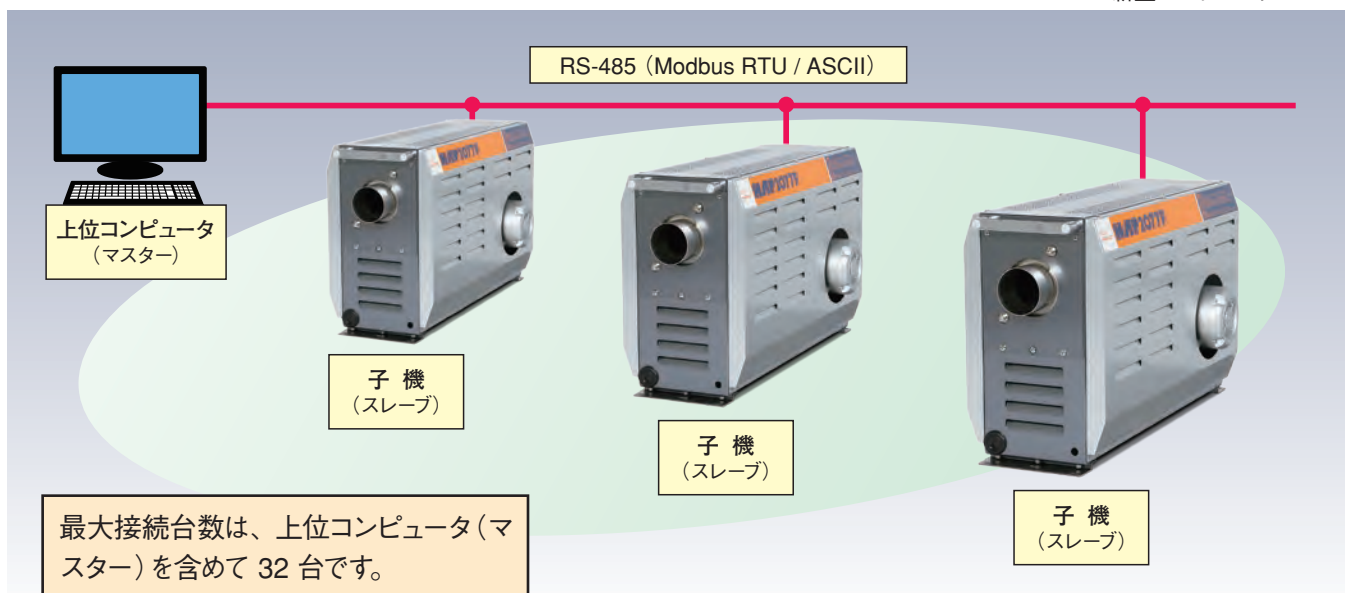 RS-485（Modbus RTU / ASCII）
上位コンピュータ
（マスター）
子 機
（スレーブ）
子 機
（スレーブ）
子 機
（スレーブ）
最大接続台数は、上位コンピュータ（マ
スター）を含めて 32 台です。